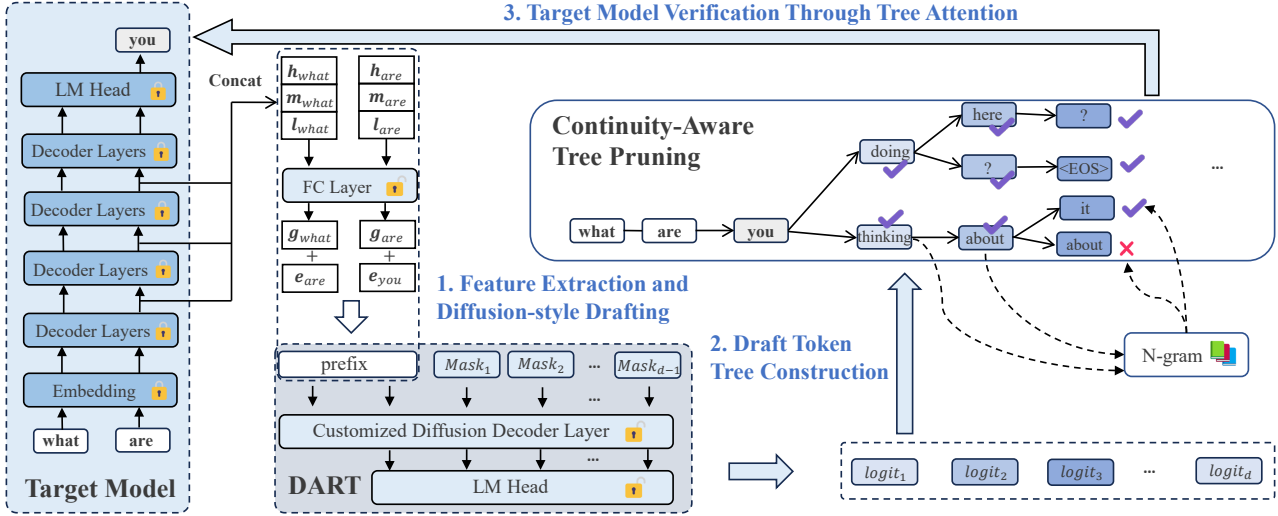 3. Target Model Verification Through Tree Attention
you
LM Head
Decoder Layers
Decoder Layers
Decoder Layers
Decoder Layers
Embedding
what
are
Target Model
Concat
h_what
h_are
m_what
m_are
l_what
l_are
FC Layer
g_what
g_are
+
+
e_are
e_you
1. Feature Extraction and
Diffusion-style Drafting
prefix
Mask_1
Mask_2
...
Mask_{d-1}
...
Customized Diffusion Decoder Layer
...
DART
LM Head
Continuity-Aware
Tree Pruning
what
are
you
doing
thinking
here
?
about
?
<EOS>
it
about
...
2. Draft Token
Tree Construction
N-gram
logit_1
logit_2
logit_3
...
logit_d